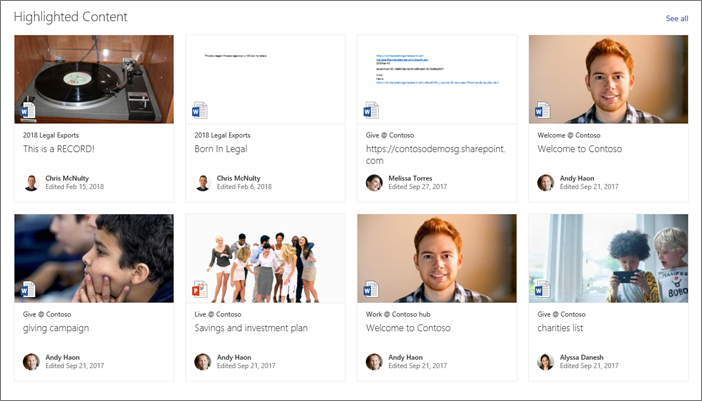 Highlighted Content
See all
2018 Legal Exports
This is a RECORD!
Chris McNulty
Edited Feb 15, 2018
2018 Legal Exports
Born In Legal
Chris McNulty
Edited Feb 6, 2018
Give @ Contoso
https://contosodemosg.sharepoint.
com
Melissa Torres
Edited Sep 27, 2017
Welcome @ Contoso
Welcome to Contoso
Andy Haon
Edited Sep 21, 2017
Give @ Contoso
giving campaign
Andy Haon
Edited Sep 21, 2017
Live @ Contoso
Savings and investment plan
Andy Haon
Edited Sep 21, 2017
Work @ Contoso hub
Welcome to Contoso
Andy Haon
Edited Sep 21, 2017
Give @ Contoso
charities list
Alyssa Danesh
Edited Sep 21, 2017